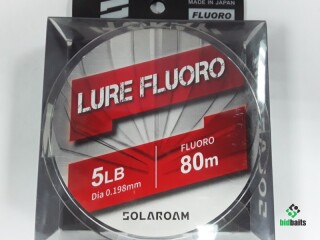 MADE IN JAPAN
FLUORO
LURE FLUORO
5LB
Dia 0.198mm
FLUORO
80m
SOLAROAM
bidbaits